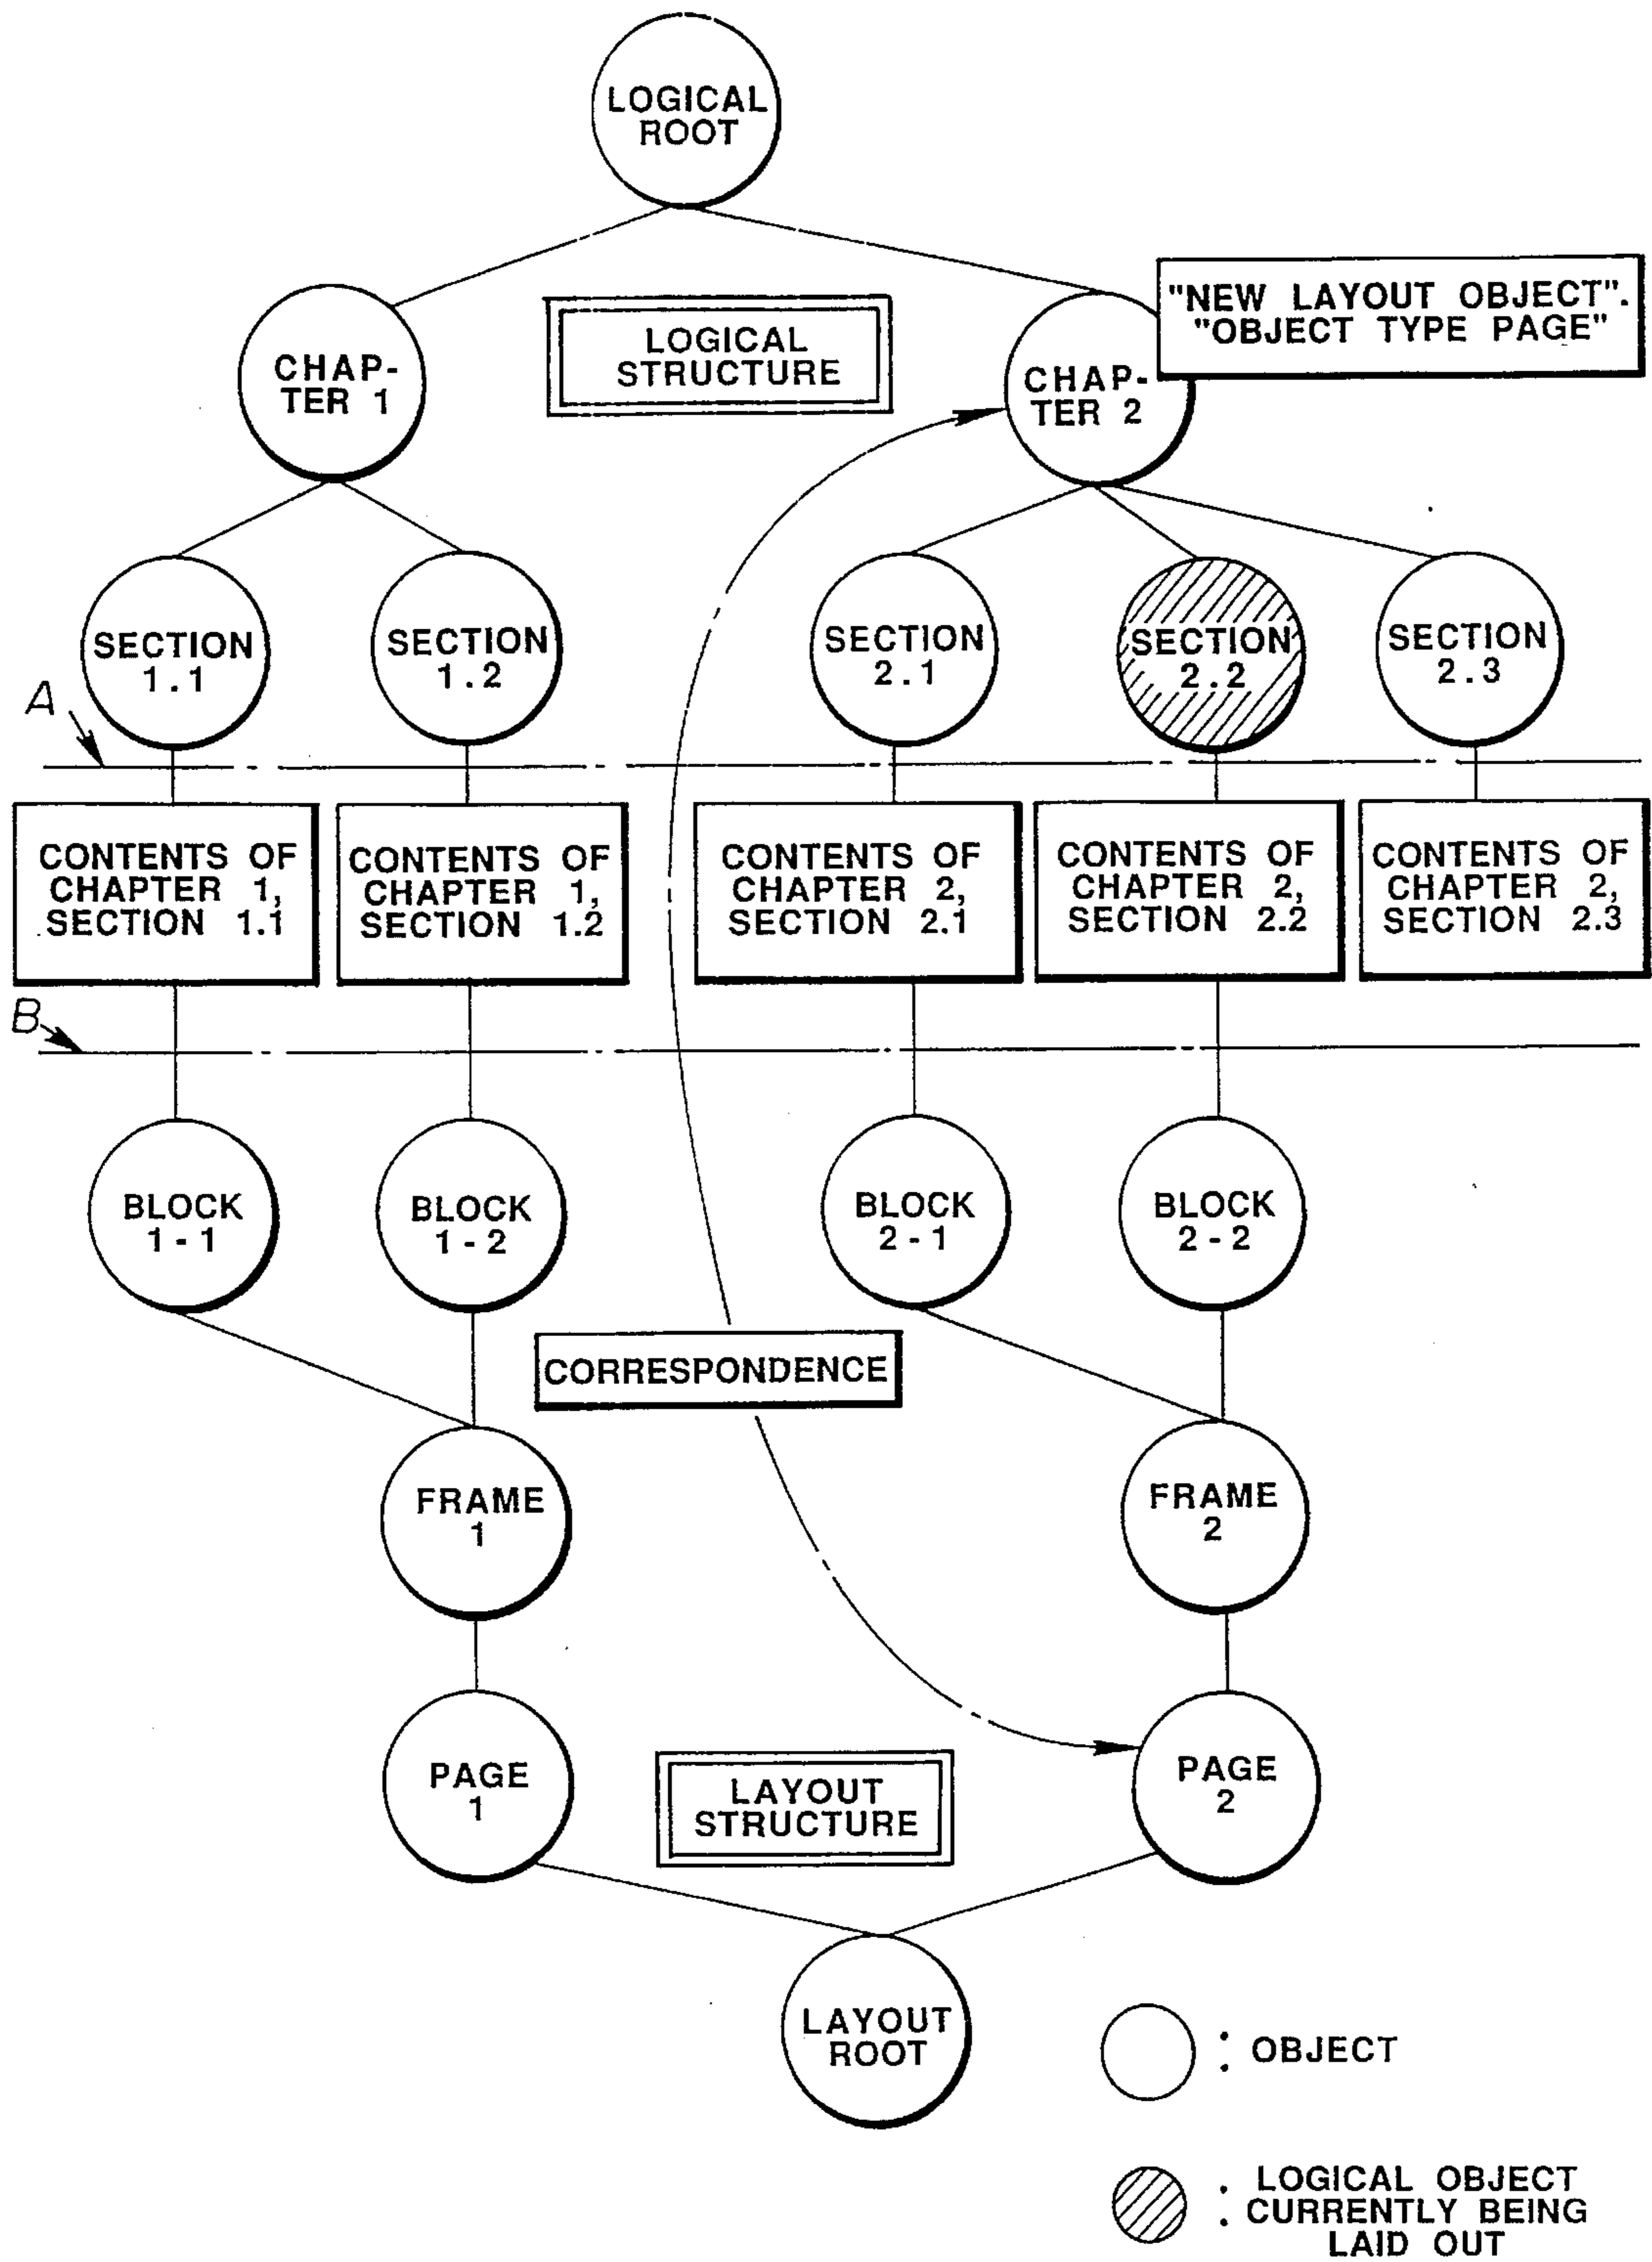 LOGICAL
ROOT
"NEW LAYOUT OBJECT".
"OBJECT TYPE PAGE"
LOGICAL
STRUCTURE
CHAP-
TER 1
CHAP-
TER 2
SECTION
1.1
SECTION
1.2
SECTION
2.1
SECTION
2.2
SECTION
2.3
A
CONTENTS OF
CHAPTER 1,
SECTION 1.1
CONTENTS OF
CHAPTER 1,
SECTION 1.2
CONTENTS OF
CHAPTER 2,
SECTION 2.1
CONTENTS OF
CHAPTER 2,
SECTION 2.2
CONTENTS OF
CHAPTER 2,
SECTION 2.3
B
BLOCK
1-1
BLOCK
1-2
BLOCK
2-1
BLOCK
2-2
CORRESPONDENCE
FRAME
1
FRAME
2
PAGE
1
LAYOUT
STRUCTURE
PAGE
2
LAYOUT
ROOT
: OBJECT
: LOGICAL OBJECT
CURRENTLY BEING
LAID OUT